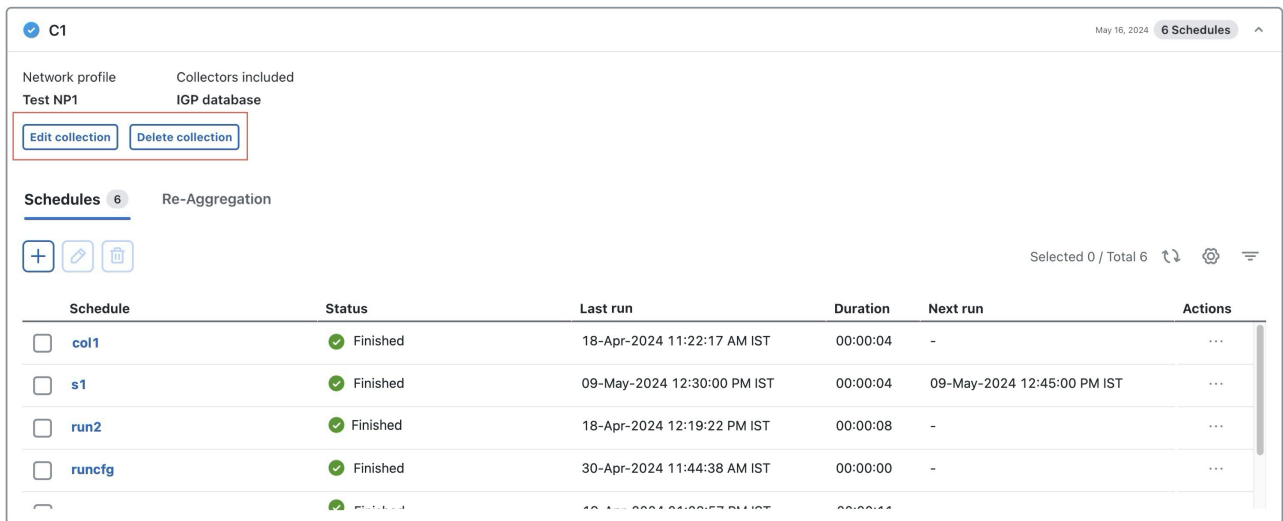 C1
May 16, 2024 6 Schedules
Network profile Collectors included
Test NP1 IGP database
Edit collection Delete collection
Schedules 6 Re-Aggregation
Selected 0 / Total 6
Schedule Status Last run Duration Next run Actions
col1 Finished 18-Apr-2024 11:22:17 AM IST 00:00:04 - ...
s1 Finished 09-May-2024 12:30:00 PM IST 00:00:04 09-May-2024 12:45:00 PM IST ...
run2 Finished 18-Apr-2024 12:19:22 PM IST 00:00:08 - ...
runcfg Finished 30-Apr-2024 11:44:38 AM IST 00:00:00 - ...